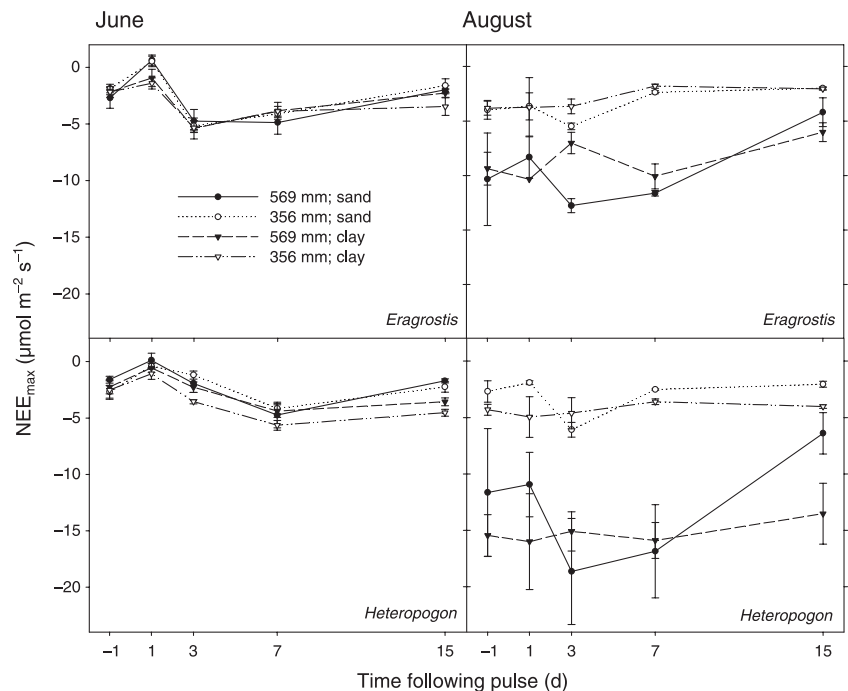 June
August
0
−5
−10
−15
−20
569 mm; sand
356 mm; sand
569 mm; clay
356 mm; clay
Eragrostis
Eragrostis
NEEmax (μmol m−2 s−1)
0
−5
−10
−15
−20
Heteropogon
Heteropogon
−1 1 3 7 15
−1 1 3 7 15
Time following pulse (d)